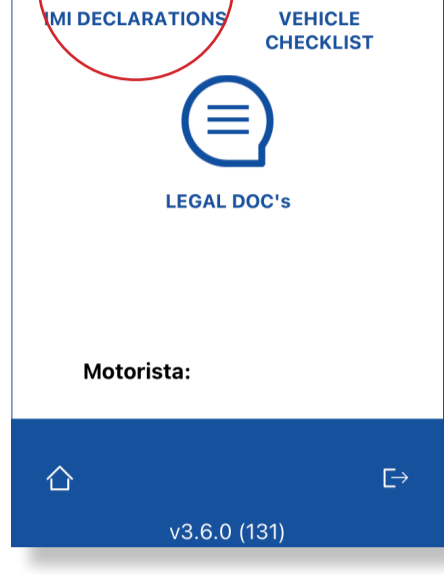 IMI DECLARATIONS
VEHICLE
CHECKLIST
LEGAL DOC's
Motorista:
v3.6.0 (131)